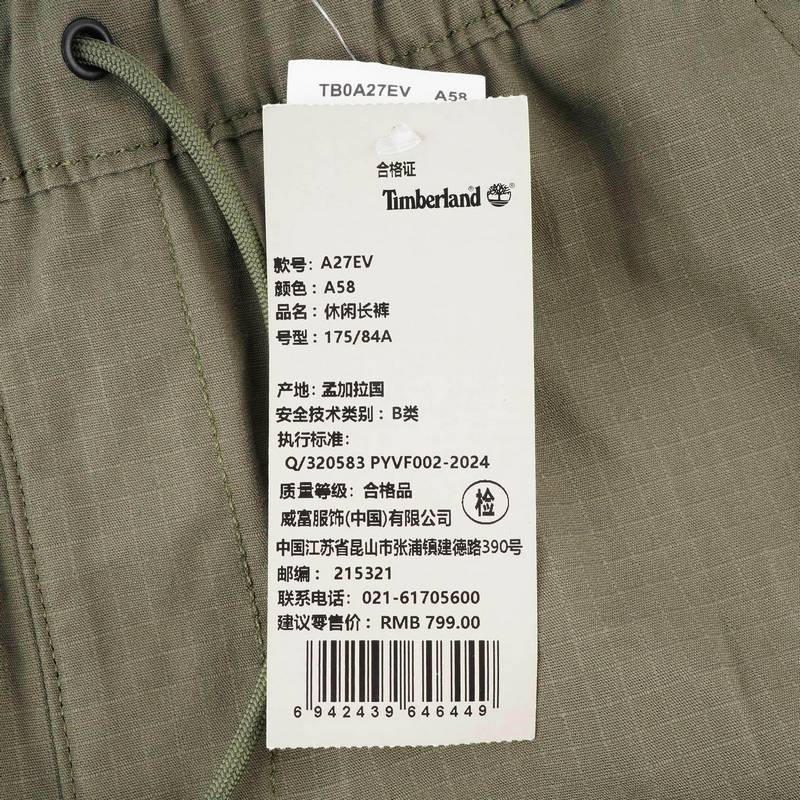 TB0A27EV A58
合格证
Timberland
款号: A27EV
颜色: A58
品名: 休闲长裤
号型: 175/84A
产地: 孟加拉国
安全技术类别: B类
执行标准:
Q/320583 PYVF002-2024
质量等级: 合格品
检
威富服饰(中国)有限公司
中国江苏省昆山市张浦镇建德路390号
邮编: 215321
联系电话: 021-61705600
建议零售价: RMB 799.00
6 942439 646449